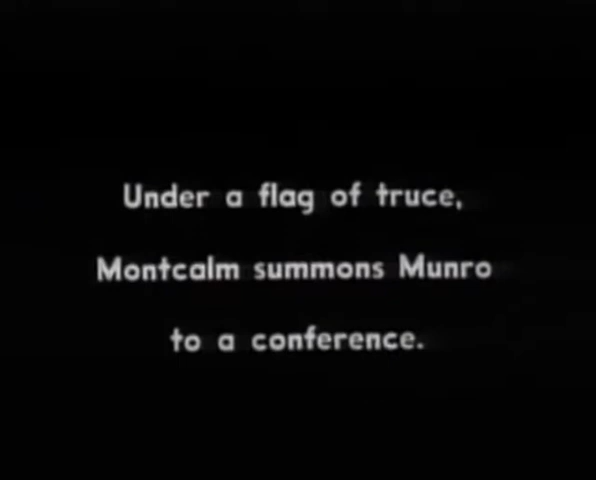 Under a flag of truce,
Montcalm summons Munro
to a conference.